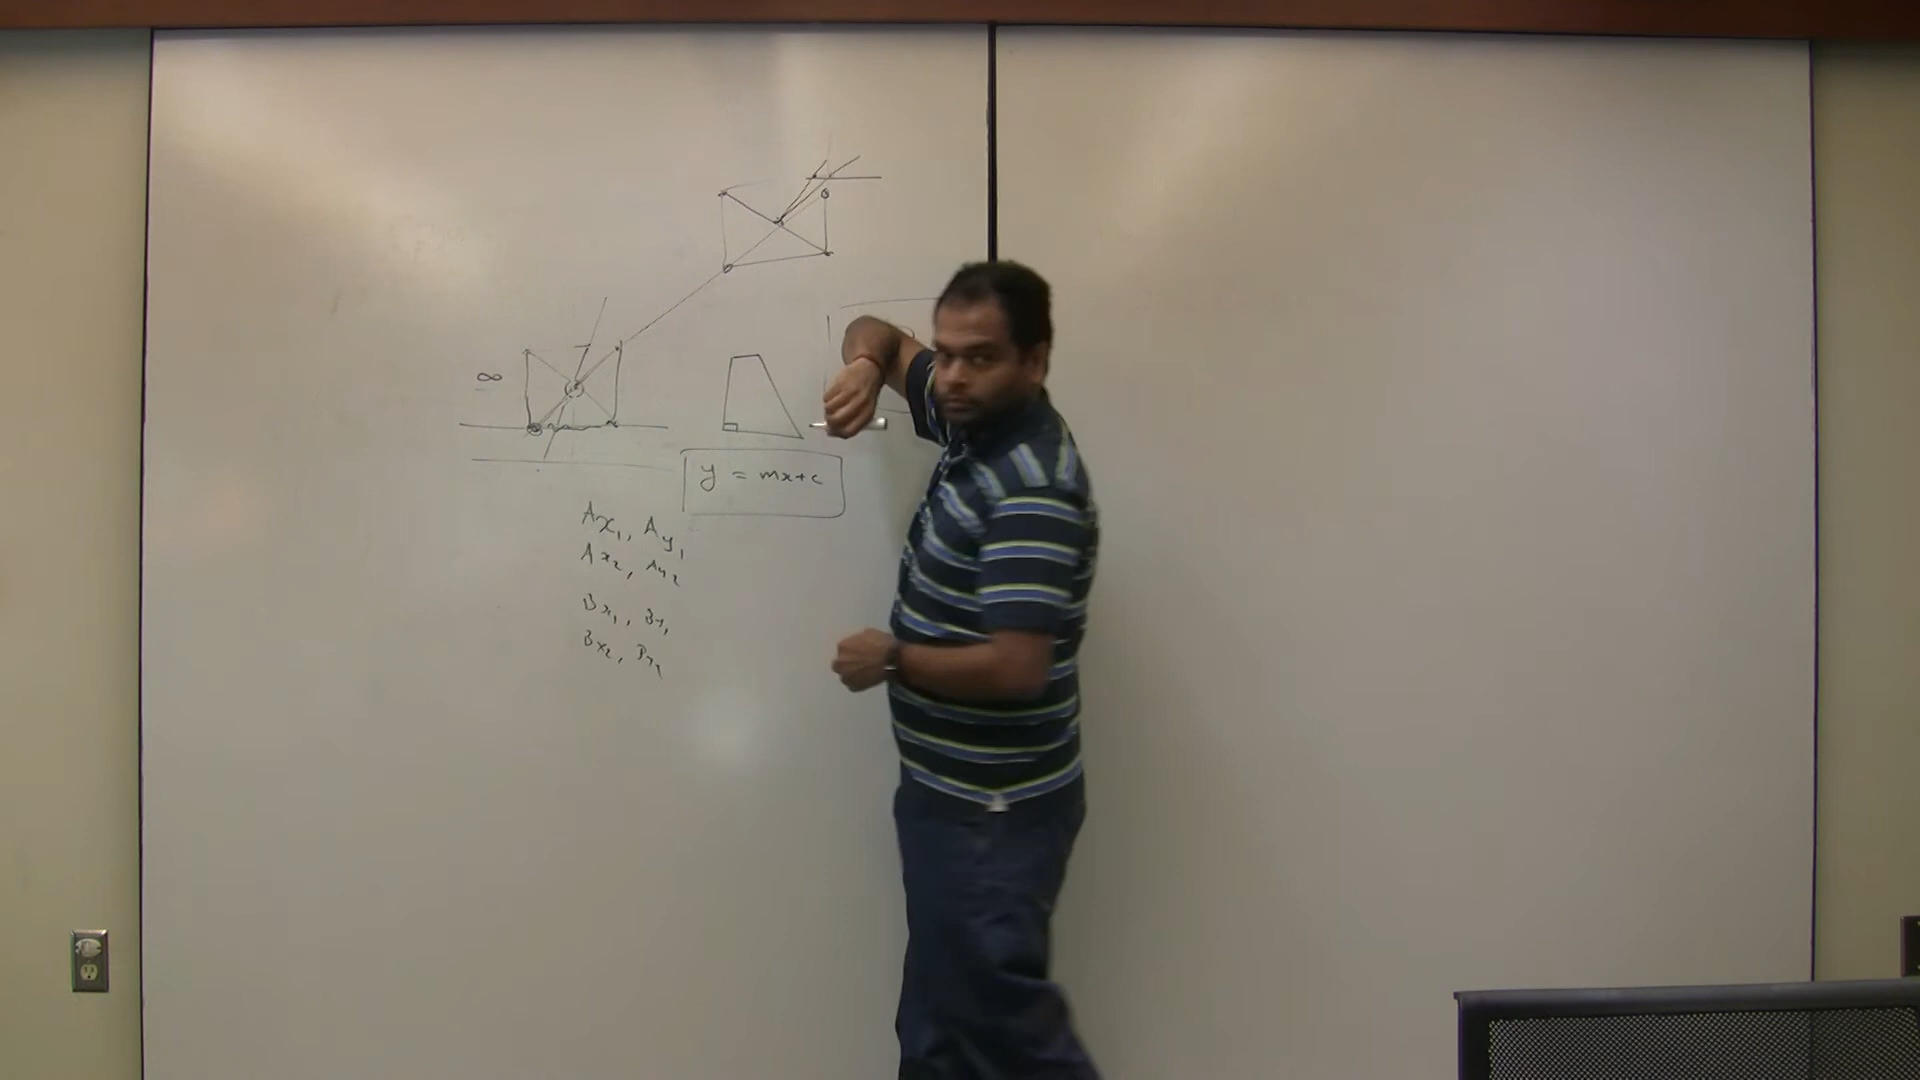 ∞
y = mx+c
Ax₁, Ay₁
Ax₂, Ay₂
Bx₁, By₁
Bx₂, By₂